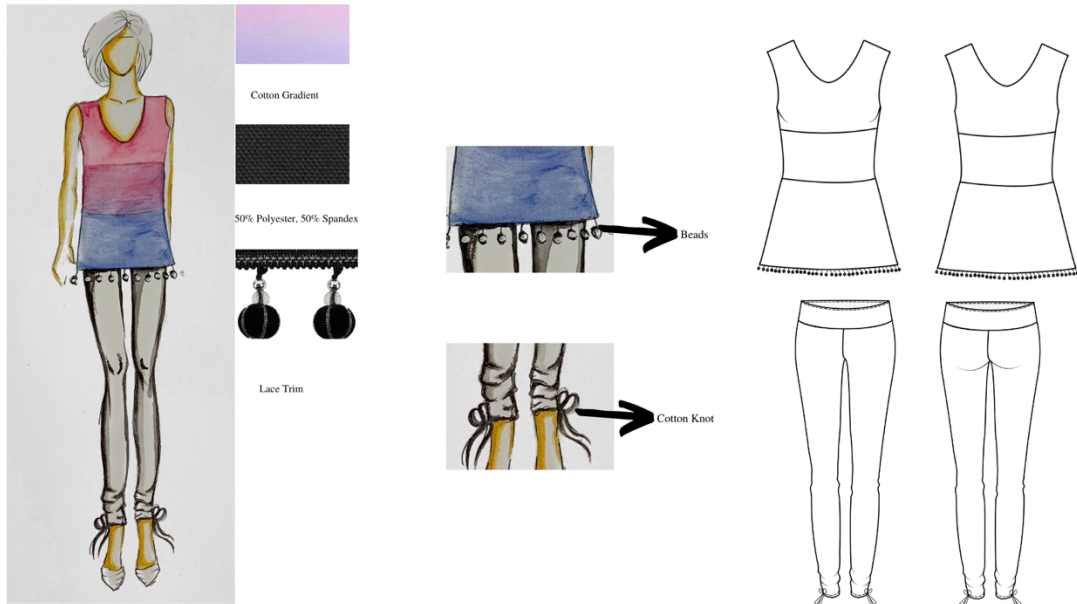 Cotton Gradient
50% Polyester, 50% Spandex
Lace Trim
Beads
Cotton Knot